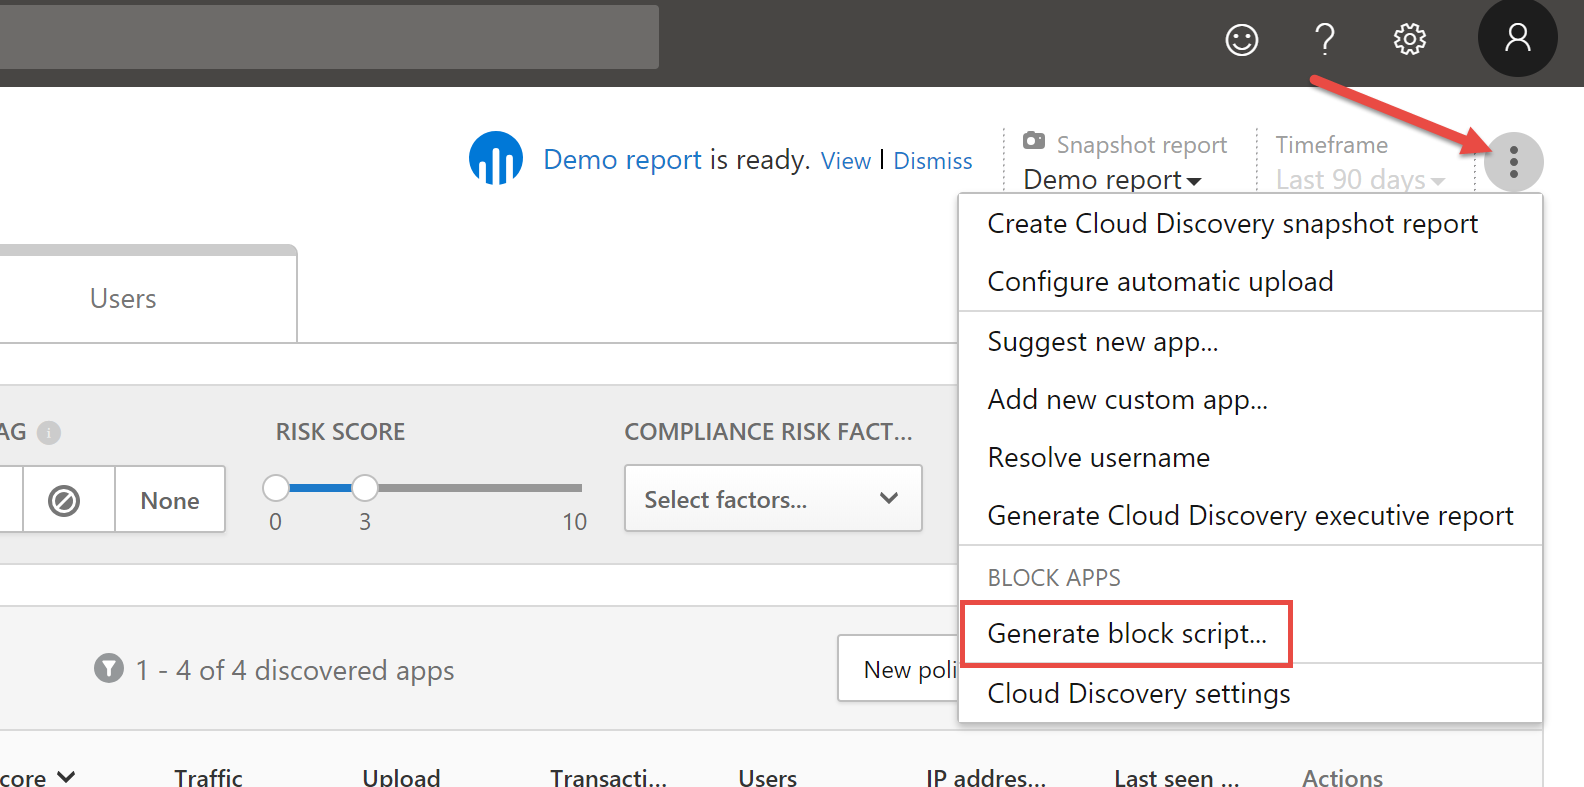 Demo report is ready. View | Dismiss
Snapshot report
Demo report
Timeframe
Last 90 days
Create Cloud Discovery snapshot report
Configure automatic upload
Suggest new app...
Add new custom app...
Resolve username
Generate Cloud Discovery executive report
BLOCK APPS
Generate block script...
Cloud Discovery settings
Users
AG
RISK SCORE
COMPLIANCE RISK FACT...
None
0
3
10
Select factors...
1 - 4 of 4 discovered apps
New poli
core
Traffic
Upload
Transacti...
Users
IP addres...
Last seen ...
Actions